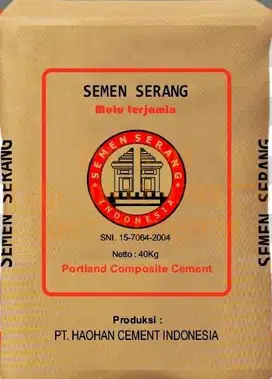 SEMEN SERANG
Mutu terjamin
SEMEN SERANG
INDONESIA
SNI. 15-7064-2004
Netto : 40Kg
Portland Composite Cement
Produksi :
PT. HAOHAN CEMENT INDONESIA
SEMEN SERANG
SEMEN SERANG